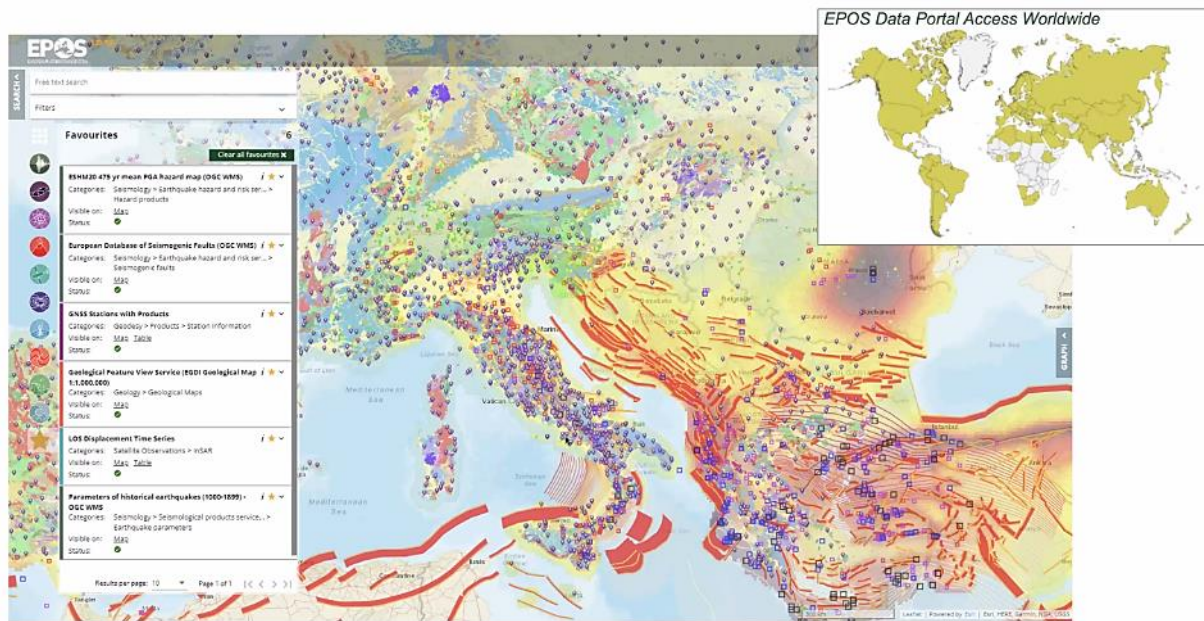 EPOS Data Portal Access Worldwide
EPOS
SEARCH
Free text search
Filters
Favourites 6
Clear all favourites ✖
ESHM20 475 yr mean PGA hazard map (OGC WMS)
Categories: Seismology > Earthquake hazard and risk ser... >
Hazard products
Visible on: Map
Status:
European Database of Seismogenic Faults (OGC WMS)
Categories: Seismology > Earthquake hazard and risk ser... >
Seismogenic faults
Visible on: Map
Status:
GNSS Stations with Products
Categories: Geodesy > Products > Station Information
Visible on: Map Table
Status:
Geological Feature View Service (EGDI Geological Map
1:1.000.000)
Categories: Geology > Geological Maps
Visible on: Map
Status:
LOS Displacement Time Series
Categories: Satellite Observations > InSAR
Visible on: Map Table
Status:
Parameters of historical earthquakes (1000-1899) -
OGC WMS
Categories: Seismology > Seismological products service... >
Earthquake parameters
Visible on: Map
Status:
Results per page: 10 Page 1 of 1
GRAPH
Mediterranean
Sea
Mediterranean
Sea
Black Sea
Istanbul
Ankara
Leaflet | Powered by Esri | Esri, HERE, Garmin, NGA, USGS